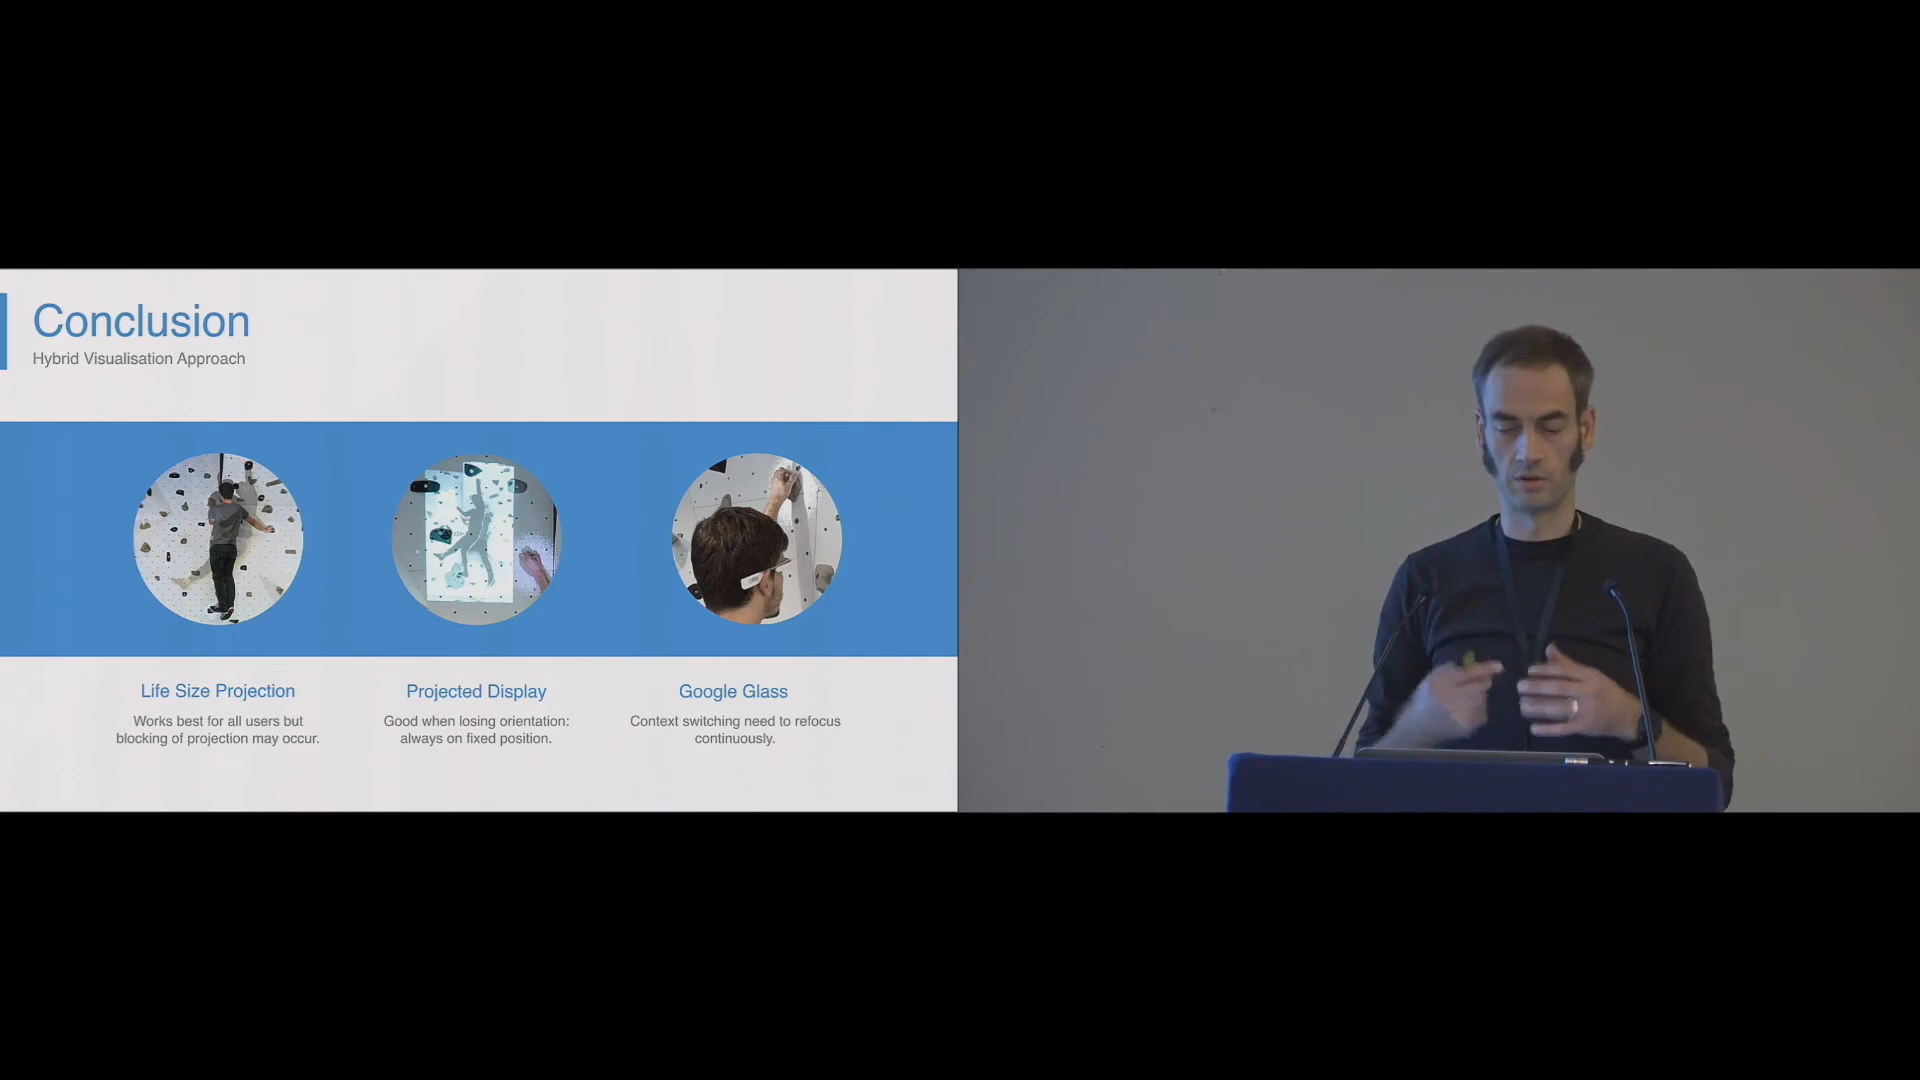 Conclusion
Hybrid Visualisation Approach
Life Size Projection
Works best for all users but
blocking of projection may occur.
Projected Display
Good when losing orientation:
always on fixed position.
Google Glass
Context switching need to refocus
continuously.